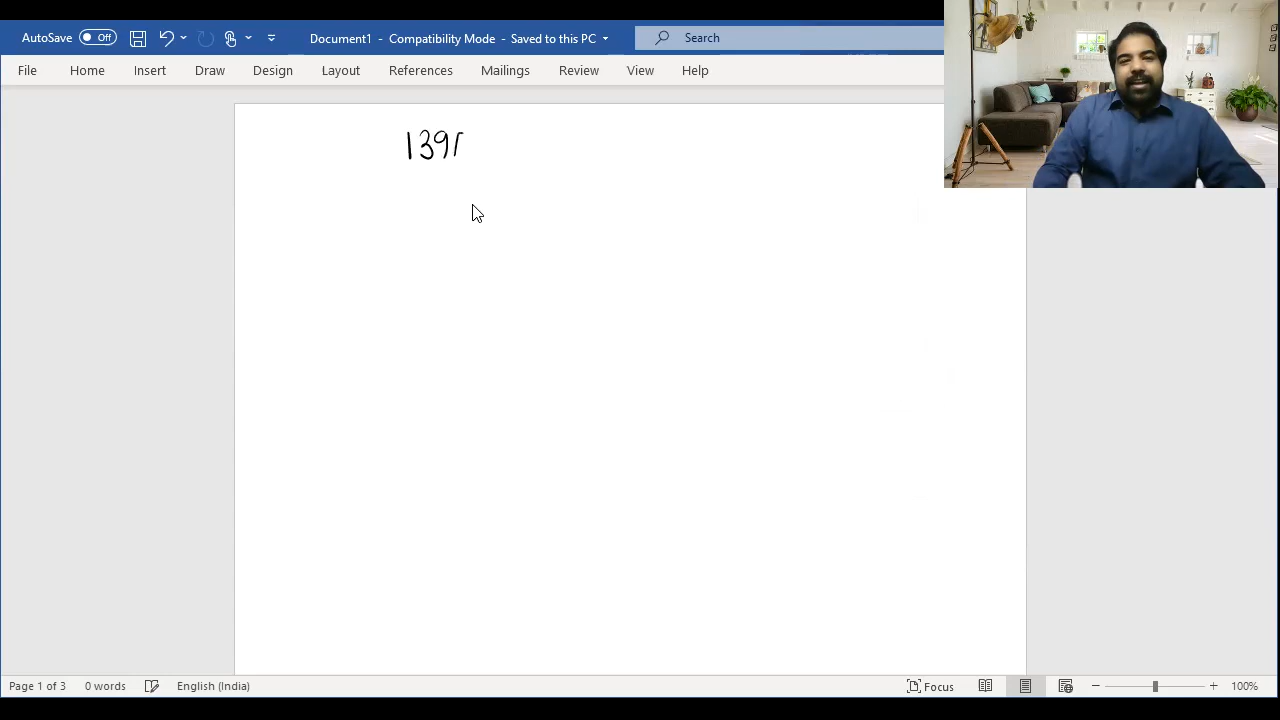 AutoSave Off Document1 - Compatibility Mode - Saved to this PC Search
File Home Insert Draw Design Layout References Mailings Review View Help
Page 1 of 3 0 words English (India) Focus 100%